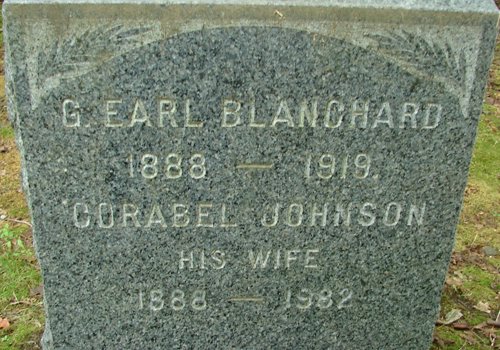 G. EARL BLANCHARD
1888 — 1919.
CORABEL JOHNSON
HIS WIFE
1888 — 1982